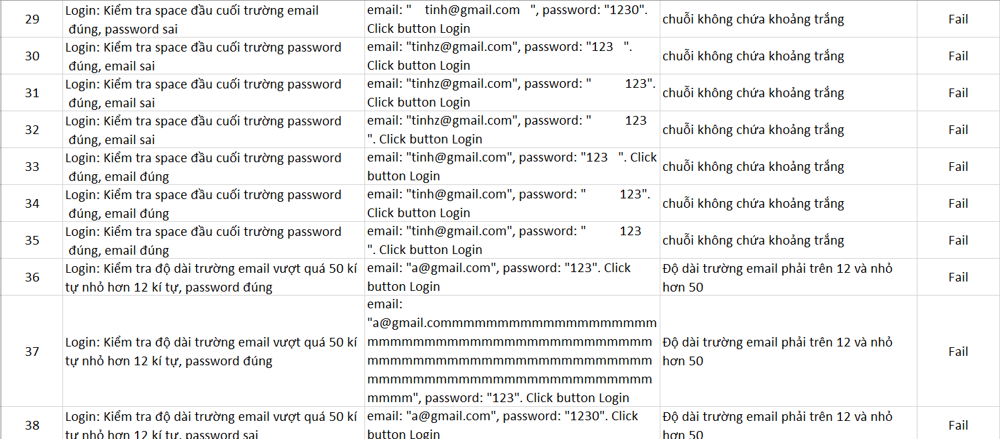 29
Login: Kiểm tra space đầu cuối trường email
đúng, password sai
email: "    tinh@gmail.com   ", password: "1230".
Click button Login
chuỗi không chứa khoảng trắng
Fail
30
Login: Kiểm tra space đầu cuối trường password
đúng, email sai
email: "tinhz@gmail.com", password: "123   ".
Click button Login
chuỗi không chứa khoảng trắng
Fail
31
Login: Kiểm tra space đầu cuối trường password
đúng, email sai
email: "tinhz@gmail.com", password: "          123".
Click button Login
chuỗi không chứa khoảng trắng
Fail
32
Login: Kiểm tra space đầu cuối trường password
đúng, email sai
email: "tinhz@gmail.com", password: "          123
". Click button Login
chuỗi không chứa khoảng trắng
Fail
33
Login: Kiểm tra space đầu cuối trường password
đúng, email đúng
email: "tinh@gmail.com", password: "123   ". Click
button Login
chuỗi không chứa khoảng trắng
Fail
34
Login: Kiểm tra space đầu cuối trường password
đúng, email đúng
email: "tinh@gmail.com", password: "          123".
Click button Login
chuỗi không chứa khoảng trắng
Fail
35
Login: Kiểm tra space đầu cuối trường password
đúng, email đúng
email: "tinh@gmail.com", password: "          123
". Click button Login
chuỗi không chứa khoảng trắng
Fail
36
Login: Kiểm tra độ dài trường email vượt quá 50 kí
tự nhỏ hơn 12 kí tự, password đúng
email: "a@gmail.com", password: "123". Click
button Login
Độ dài trường email phải trên 12 và nhỏ
hơn 50
Fail
37
Login: Kiểm tra độ dài trường email vượt quá 50 kí
tự nhỏ hơn 12 kí tự, password đúng
email:
"a@gmail.commmmmmmmmmmmmmmmmmmm
mmmmmmmmmmmmmmmmmmmmmmmmm
mmmmmmmmmmmmmmmmmmmmmmmmm
mmmmmmmmmmmmmmmmmmmmmmmmm
mmmm", password: "123". Click button Login
Độ dài trường email phải trên 12 và nhỏ
hơn 50
Fail
38
Login: Kiểm tra độ dài trường email vượt quá 50 kí
tự nhỏ hơn 12 kí tự, password sai
email: "a@gmail.com", password: "1230". Click
button Login
Độ dài trường email phải trên 12 và nhỏ
hơn 50
Fail